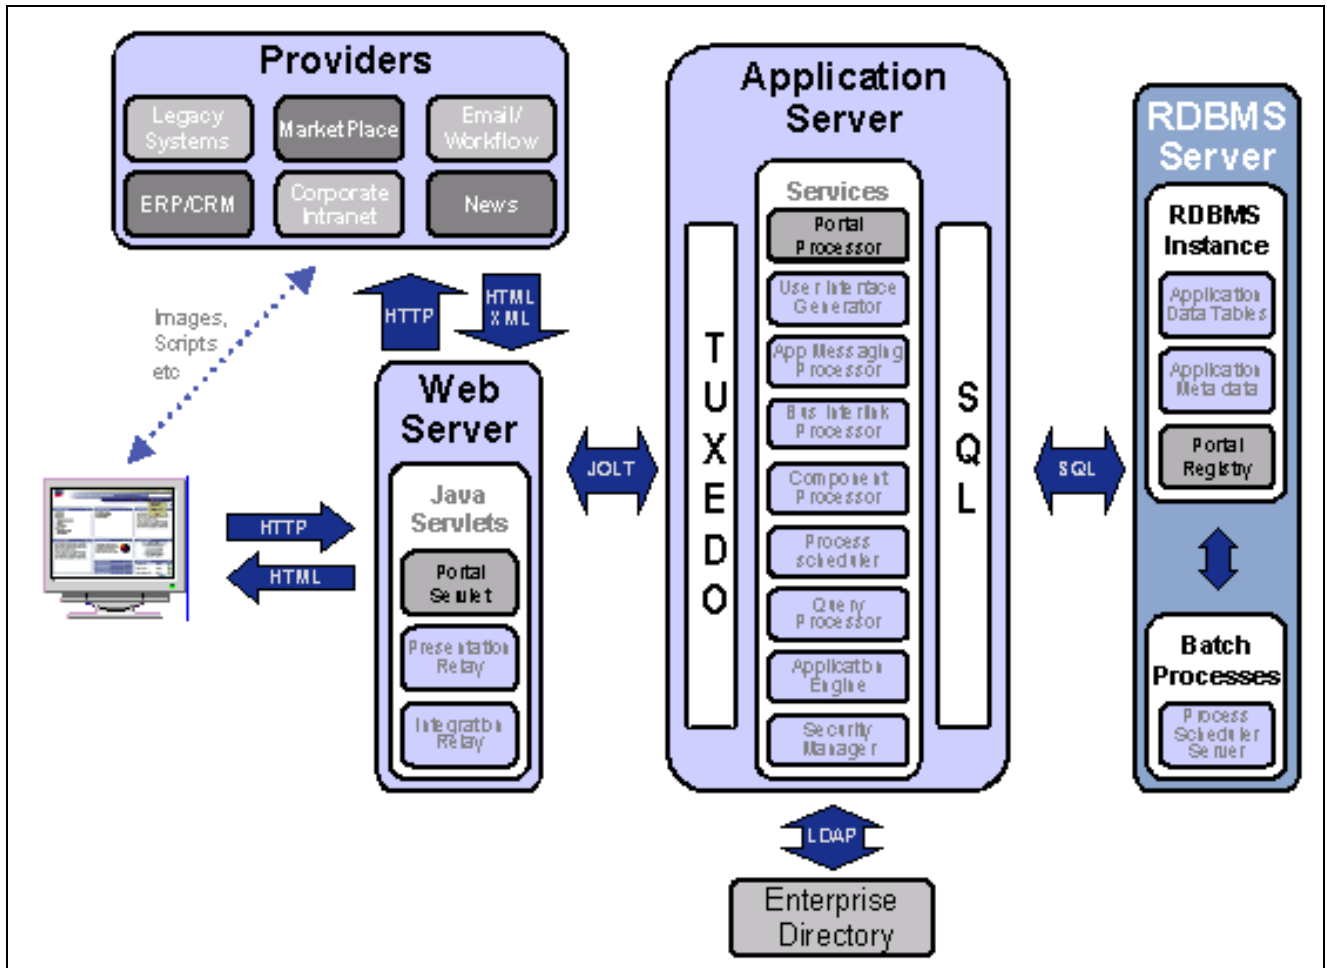 Providers
Legacy
Systems
MarketPlace
Email/
Workflow
ERP/CRM
Corporate
Intranet
News
Images,
Scripts
etc
HTTP
HTML
XML
Web
Server
Java
Servlets
Portal
Servlet
Presentation
Relay
Integration
Relay
HTTP
HTML
JOLT
Application
Server
TUXEDO
Services
Portal
Processor
User Interface
Generator
App Messaging
Processor
Bus Interlink
Processor
Component
Processor
Process
scheduler
Query
Processor
Application
Engine
Security
Manager
SQL
LDAP
Enterprise
Directory
SQL
RDBMS
Server
RDBMS
Instance
Application
Data Tables
Application
Meta data
Portal
Registry
Batch
Processes
Process
Scheduler
Server